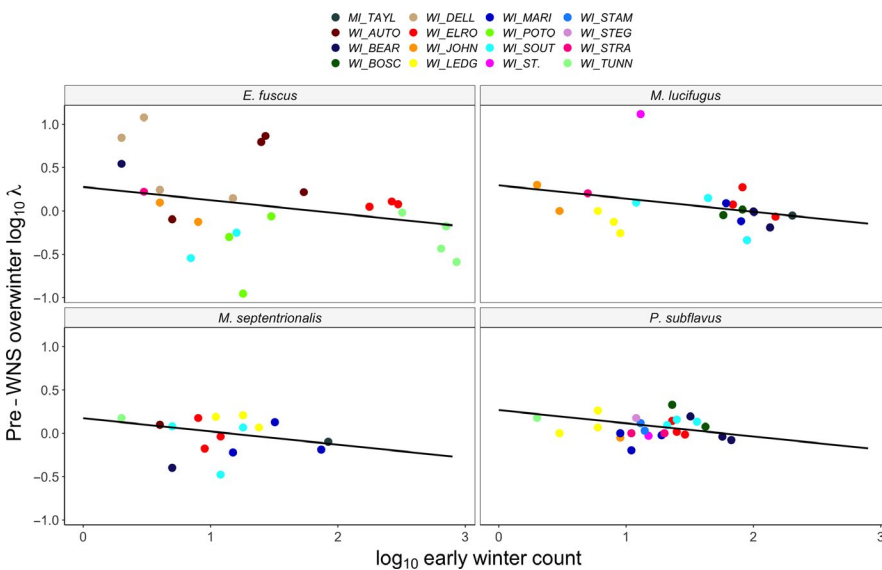 MI_TAYL WI_DELL WI_MARI WI_STAM
WI_AUTO WI_ELRO WI_POTO WI_STEG
WI_BEAR WI_JOHN WI_SOUT WI_STRA
WI_BOSC WI_LEDG WI_ST. WI_TUNN
E. fuscus M. lucifugus
1.0
0.5
0.0
−0.5
−1.0
M. septentrionalis P. subflavus
1.0
0.5
0.0
−0.5
−1.0
0 1 2 3 0 1 2 3
Pre - WNS overwinter log10 λ
log10 early winter count